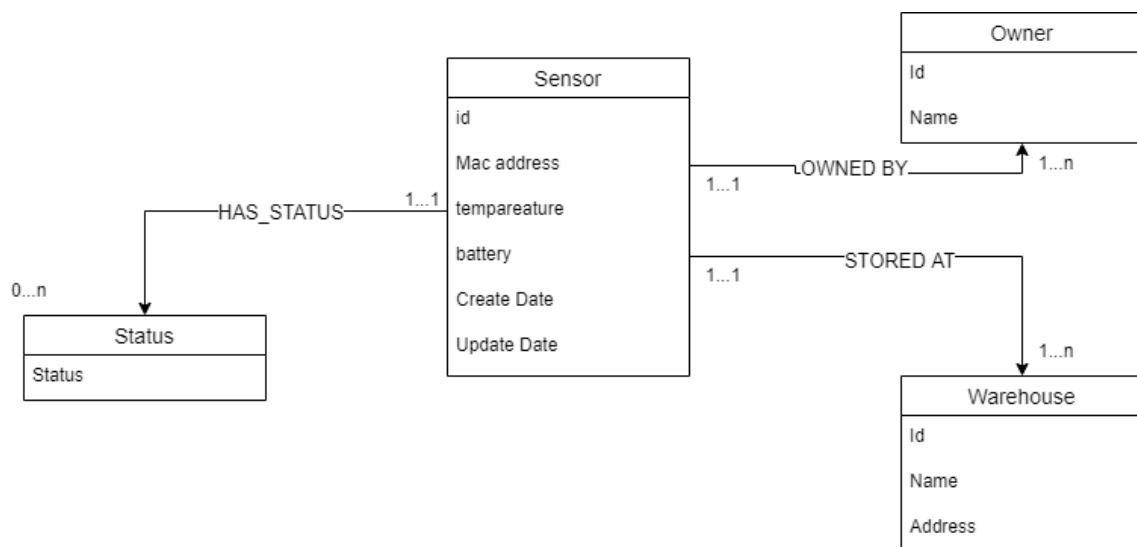 Owner
Id
Name
1...n
Sensor
id
Mac address
tempareature
battery
Create Date
Update Date
1...1
OWNED BY
1...1
HAS_STATUS
1...1
STORED AT
0...n
Status
Status
1...n
Warehouse
Id
Name
Address